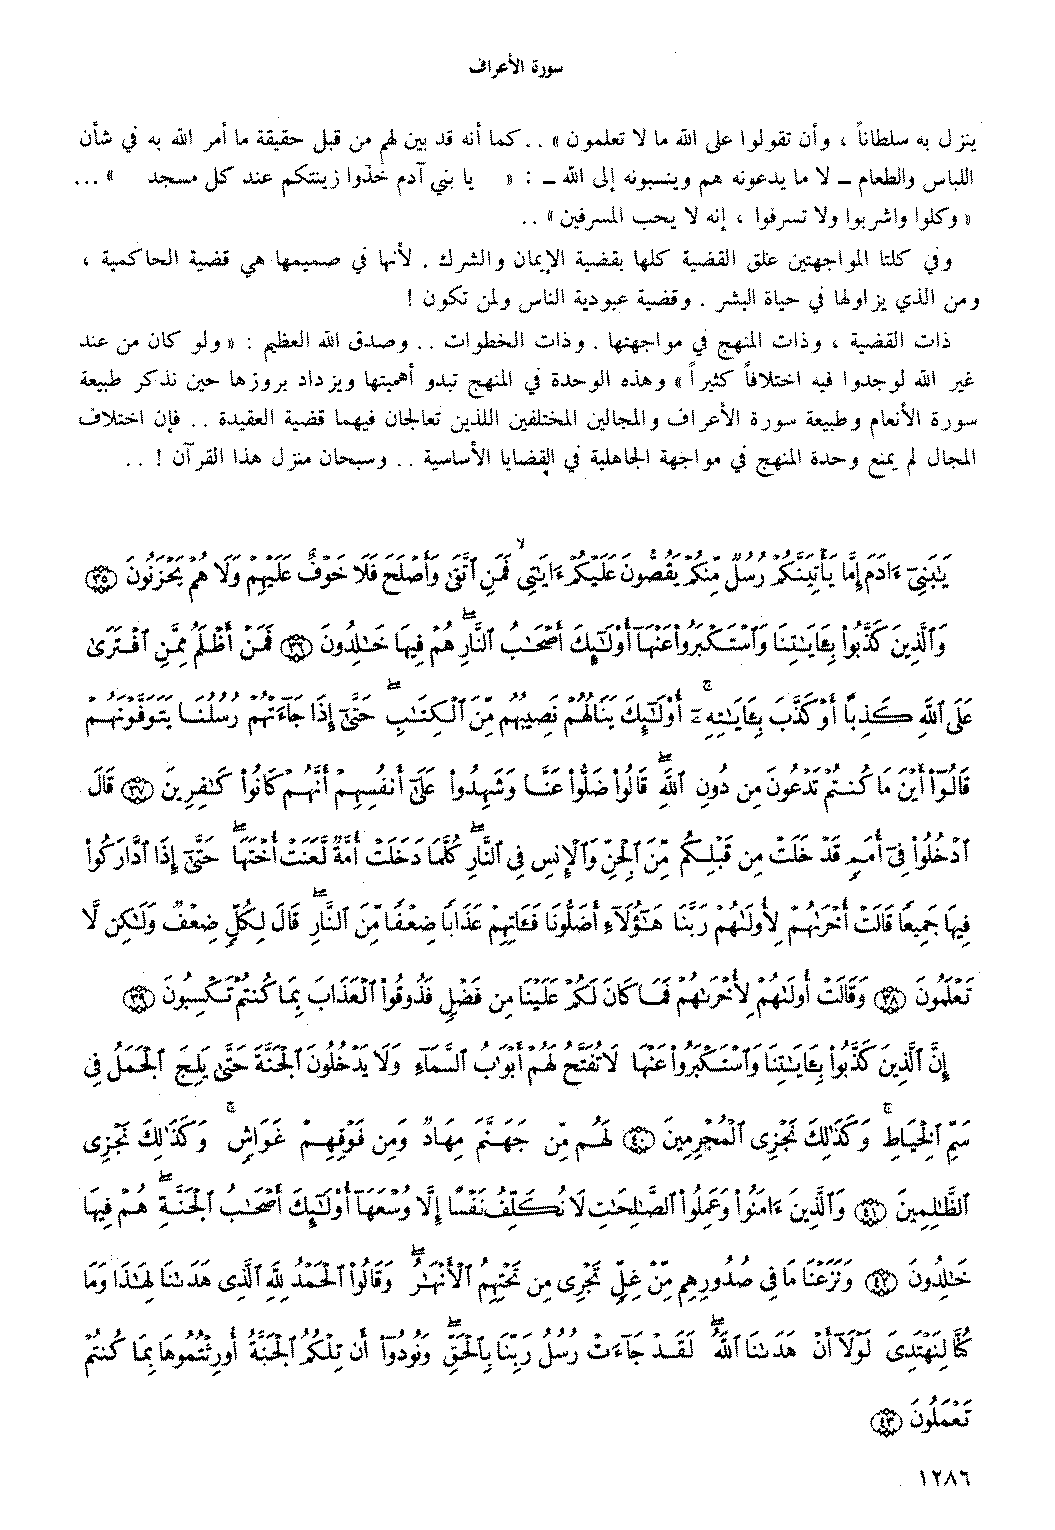 سورة الأعراف
ينزل به سلطاناً ، وأن تقولوا على الله ما لا تعلمون » .. كما أنه قد بين لهم من قبل حقيقة ما أمر الله به في شأن
اللباس والطعام ــ لا ما يدعونه هم وينسبونه إلى الله ــ : « يا بني آدم خذوا زينتكم عند كل مسجد » ...
« وكلوا واشربوا ولا تسرفوا ، إنه لا يحب المسرفين » ..
وفي كلتا المواجهتين علق القضية كلها بقضية الإيمان والشرك . لأنها في صميمها هي قضية الحاكمية ،
ومن الذي يزاولها في حياة البشر . وقضية عبودية الناس ولمن تكون !
ذات القضية ، وذات المنهج في مواجهتها . وذات الخطوات .. وصدق الله العظيم : « ولو كان من عند
غير الله لوجدوا فيه اختلافاً كثيراً » وهذه الوحدة في المنهج تبدو أهميتها ويزداد بروزها حين نذكر طبيعة
سورة الأنعام وطبيعة سورة الأعراف والمجالين المختلفين اللذين تعالجان فيهما قضية العقيدة .. فإن اختلاف
المجال لم يمنع وحدة المنهج في مواجهة الجاهلية في القضايا الأساسية .. وسبحان منزل هذا القرآن ! ..
يَٰبَنِىٓ ءَادَمَ إِمَّا يَأْتِيَنَّكُمْ رُسُلٌ مِّنكُمْ يَقُصُّونَ عَلَيْكُمْ ءَايَٰتِى ۙ فَمَنِ ٱتَّقَىٰ وَأَصْلَحَ فَلَا خَوْفٌ عَلَيْهِمْ وَلَا هُمْ يَحْزَنُونَ ﴿٣٥﴾
وَٱلَّذِينَ كَذَّبُوا۟ بِـَٔايَٰتِنَا وَٱسْتَكْبَرُوا۟ عَنْهَآ أُو۟لَٰٓئِكَ أَصْحَٰبُ ٱلنَّارِ ۖ هُمْ فِيهَا خَٰلِدُونَ ﴿٣٦﴾ فَمَنْ أَظْلَمُ مِمَّنِ ٱفْتَرَىٰ
عَلَى ٱللَّهِ كَذِبًا أَوْ كَذَّبَ بِـَٔايَٰتِهِۦٓ ۚ أُو۟لَٰٓئِكَ يَنَالُهُمْ نَصِيبُهُم مِّنَ ٱلْكِتَٰبِ ۖ حَتَّىٰٓ إِذَا جَآءَتْهُمْ رُسُلُنَا يَتَوَفَّوْنَهُمْ
قَالُوٓا۟ أَيْنَ مَا كُنتُمْ تَدْعُونَ مِن دُونِ ٱللَّهِ ۖ قَالُوا۟ ضَلُّوا۟ عَنَّا وَشَهِدُوا۟ عَلَىٰٓ أَنفُسِهِمْ أَنَّهُمْ كَانُوا۟ كَٰفِرِينَ ﴿٣٧﴾ قَالَ
ٱدْخُلُوا۟ فِىٓ أُمَمٍ قَدْ خَلَتْ مِن قَبْلِكُم مِّنَ ٱلْجِنِّ وَٱلْإِنسِ فِى ٱلنَّارِ ۖ كُلَّمَا دَخَلَتْ أُمَّةٌ لَّعَنَتْ أُخْتَهَا ۖ حَتَّىٰٓ إِذَا ٱدَّارَكُوا۟
فِيهَا جَمِيعًا قَالَتْ أُخْرَىٰهُمْ لِأُولَىٰهُمْ رَبَّنَا هَٰٓؤُلَآءِ أَضَلُّونَا فَـَٔاتِهِمْ عَذَابًا ضِعْفًا مِّنَ ٱلنَّارِ ۖ قَالَ لِكُلٍّ ضِعْفٌ وَلَٰكِن لَّا
تَعْلَمُونَ ﴿٣٨﴾ وَقَالَتْ أُولَىٰهُمْ لِأُخْرَىٰهُمْ فَمَا كَانَ لَكُمْ عَلَيْنَا مِن فَضْلٍ فَذُوقُوا۟ ٱلْعَذَابَ بِمَا كُنتُمْ تَكْسِبُونَ ﴿٣٩﴾
إِنَّ ٱلَّذِينَ كَذَّبُوا۟ بِـَٔايَٰتِنَا وَٱسْتَكْبَرُوا۟ عَنْهَا لَا تُفَتَّحُ لَهُمْ أَبْوَٰبُ ٱلسَّمَآءِ وَلَا يَدْخُلُونَ ٱلْجَنَّةَ حَتَّىٰ يَلِجَ ٱلْجَمَلُ فِى
سَمِّ ٱلْخِيَاطِ ۚ وَكَذَٰلِكَ نَجْزِى ٱلْمُجْرِمِينَ ﴿٤٠﴾ لَهُم مِّن جَهَنَّمَ مِهَادٌ وَمِن فَوْقِهِمْ غَوَاشٍ ۚ وَكَذَٰلِكَ نَجْزِى
ٱلظَّٰلِمِينَ ﴿٤١﴾ وَٱلَّذِينَ ءَامَنُوا۟ وَعَمِلُوا۟ ٱلصَّٰلِحَٰتِ لَا نُكَلِّفُ نَفْسًا إِلَّا وُسْعَهَآ أُو۟لَٰٓئِكَ أَصْحَٰبُ ٱلْجَنَّةِ ۖ هُمْ فِيهَا
خَٰلِدُونَ ﴿٤٢﴾ وَنَزَعْنَا مَا فِى صُدُورِهِم مِّنْ غِلٍّ تَجْرِى مِن تَحْتِهِمُ ٱلْأَنْهَٰرُ ۖ وَقَالُوا۟ ٱلْحَمْدُ لِلَّهِ ٱلَّذِى هَدَىٰنَا لِهَٰذَا وَمَا
كُنَّا لِنَهْتَدِىَ لَوْلَآ أَنْ هَدَىٰنَا ٱللَّهُ ۖ لَقَدْ جَآءَتْ رُسُلُ رَبِّنَا بِٱلْحَقِّ ۖ وَنُودُوٓا۟ أَن تِلْكُمُ ٱلْجَنَّةُ أُورِثْتُمُوهَا بِمَا كُنتُمْ
تَعْمَلُونَ ﴿٤٣﴾
١٢٨٦